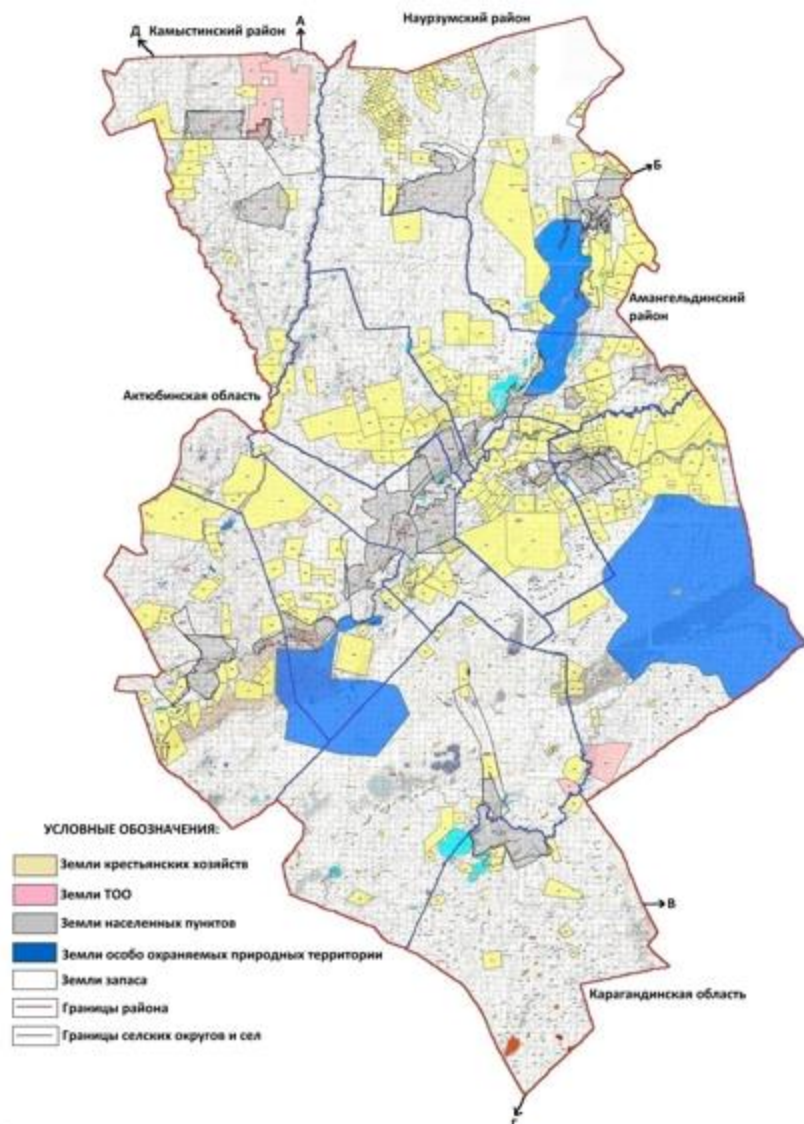 Наурзумский район
А
Д Камыстинский район
Б
Амангельдинский
район
Актюбинская область
УСЛОВНЫЕ ОБОЗНАЧЕНИЯ:
Земли крестьянских хозяйств
Земли ТОО
Земли населенных пунктов
В
Земли особо охраняемых природных территории
Земли запаса
Карагандинская область
Границы района
Границы селских округов и сел
Г